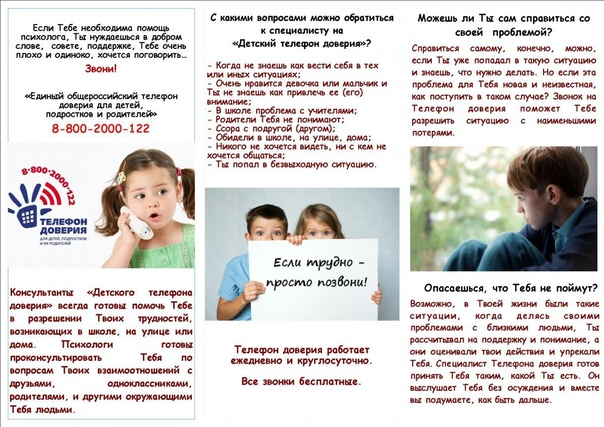 Если Тебе необходима помощь
психолога, Ты нуждаешься в добром
слове, совете, поддержке, Тебе очень
плохо и одиноко, хочется поговорить…
Звони!
«Единый общероссийский телефон
доверия для детей,
подростков и родителей»
8-800-2000-122
8-800-2000-122
ТЕЛЕФОН
ДОВЕРИЯ
ДЛЯ ДЕТЕЙ, ПОДРОСТКОВ
И ИХ РОДИТЕЛЕЙ
Консультанты «Детского телефона
доверия» всегда готовы помочь Тебе
в разрешении Твоих трудностей,
возникающих в школе, на улице или
дома. Психологи готовы
проконсультировать Тебя по
вопросам Твоих взаимоотношений с
друзьями, одноклассниками,
родителями, и другими окружающими
Тебя людьми.
С какими вопросами можно обратиться
к специалисту на
«Детский телефон доверия»?
- Когда не знаешь как вести себя в тех
или иных ситуациях;
- Очень нравится девочка или мальчик и
Ты не знаешь как привлечь ее (его)
внимание;
- В школе проблема с учителями;
- Родители Тебя не понимают;
- Ссора с подругой (другом);
- Обидели в школе, на улице, дома;
- Никого не хочется видеть, ни с кем не
хочется общаться;
- Ты попал в безвыходную ситуацию.
Если трудно -
просто позвони!
Телефон доверия работает
ежедневно и круглосуточно.
Все звонки бесплатные.
Можешь ли Ты сам справиться со
своей проблемой?
Справиться самому, конечно, можно,
если Ты уже попадал в такую ситуацию
и знаешь, что нужно делать. Но если эта
проблема для Тебя новая и неизвестная,
как поступить в таком случае? Звонок на
Телефон доверия поможет Тебе
разрешить ситуацию с наименьшими
потерями.
Опасаешься, что Тебя не поймут?
Возможно, в Твоей жизни были такие
ситуации, когда делясь своими
проблемами с близкими людьми, Ты
рассчитывал на поддержку и понимание, а
они оценивали твои действия и упрекали
Тебя. Специалист Телефона доверия готов
принять Тебя таким, какой Ты есть. Он
выслушает Тебя без осуждения и вместе
вы подумаете, как быть дальше.